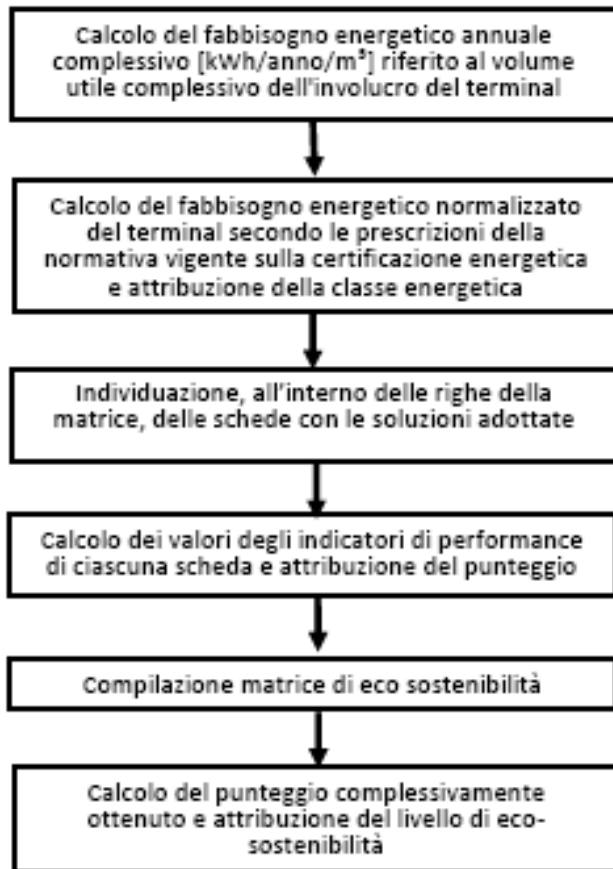 Calcolo del fabbisogno energetico annuale
complessivo [kWh/anno/m³] riferito al volume
utile complessivo dell'involucro del terminal
Calcolo del fabbisogno energetico normalizzato
del terminal secondo le prescrizioni della
normativa vigente sulla certificazione energetica
e attribuzione della classe energetica
Individuazione, all'interno delle righe della
matrice, delle schede con le soluzioni adottate
Calcolo dei valori degli indicatori di performance
di ciascuna scheda e attribuzione del punteggio
Compilazione matrice di eco sostenibilità
Calcolo del punteggio complessivamente
ottenuto e attribuzione del livello di eco-
sostenibilità